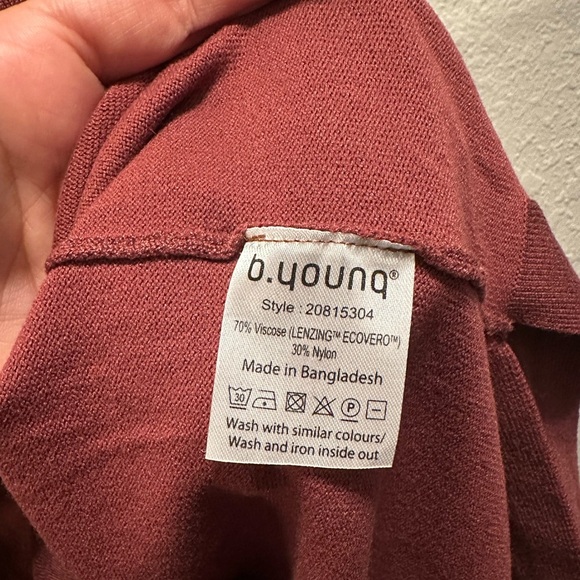 b.young®
Style : 20815304
70% Viscose (LENZING™ ECOVERO™)
30% Nylon
Made in Bangladesh
30 P
Wash with similar colours/
Wash and iron inside out